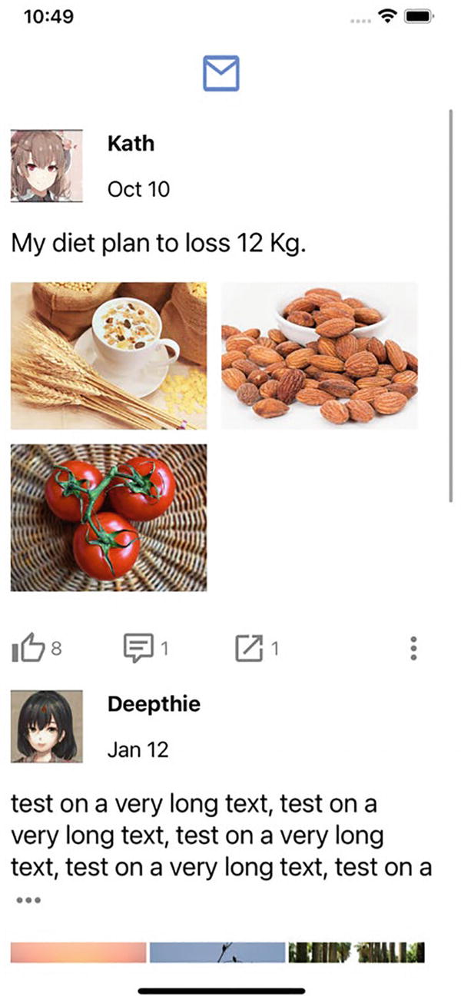 10:49
Kath
Oct 10
My diet plan to loss 12 Kg.
8
1
1
Deepthie
Jan 12
test on a very long text, test on a
very long text, test on a very long
text, test on a very long text, test on a
...